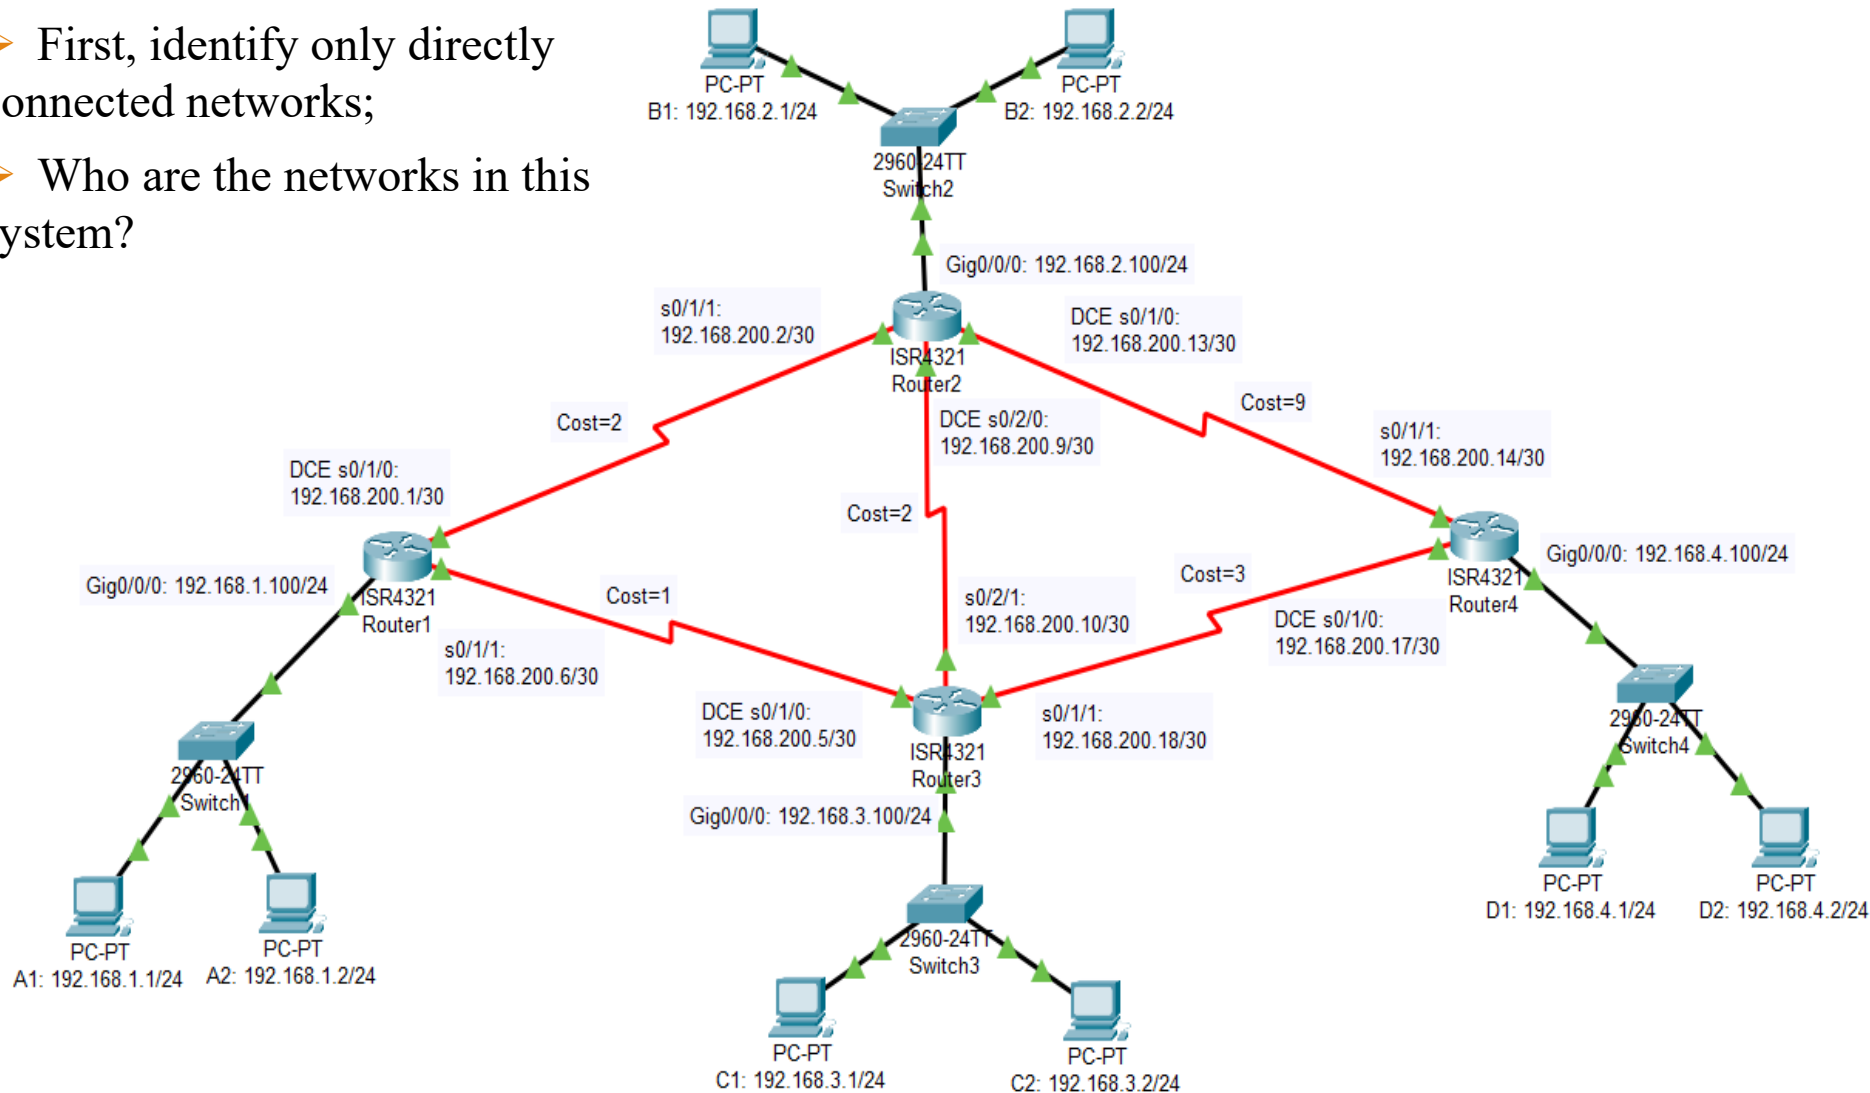 First, identify only directly
onnected networks;
Who are the networks in this
ystem?
PC-PT
B1: 192.168.2.1/24
PC-PT
B2: 192.168.2.2/24
2960-24TT
Switch2
Gig0/0/0: 192.168.2.100/24
s0/1/1:
192.168.200.2/30
DCE s0/1/0:
192.168.200.13/30
ISR4321
Router2
Cost=2
DCE s0/2/0:
192.168.200.9/30
Cost=9
s0/1/1:
192.168.200.14/30
DCE s0/1/0:
192.168.200.1/30
Cost=2
Gig0/0/0: 192.168.1.100/24
ISR4321
Router1
Cost=1
s0/2/1:
192.168.200.10/30
Cost=3
Gig0/0/0: 192.168.4.100/24
ISR4321
Router4
s0/1/1:
192.168.200.6/30
DCE s0/1/0:
192.168.200.17/30
DCE s0/1/0:
192.168.200.5/30
s0/1/1:
192.168.200.18/30
ISR4321
Router3
2960-24TT
Switch4
2960-24TT
Switch1
Gig0/0/0: 192.168.3.100/24
PC-PT
A1: 192.168.1.1/24
PC-PT
A2: 192.168.1.2/24
2960-24TT
Switch3
PC-PT
D1: 192.168.4.1/24
PC-PT
D2: 192.168.4.2/24
PC-PT
C1: 192.168.3.1/24
PC-PT
C2: 192.168.3.2/24